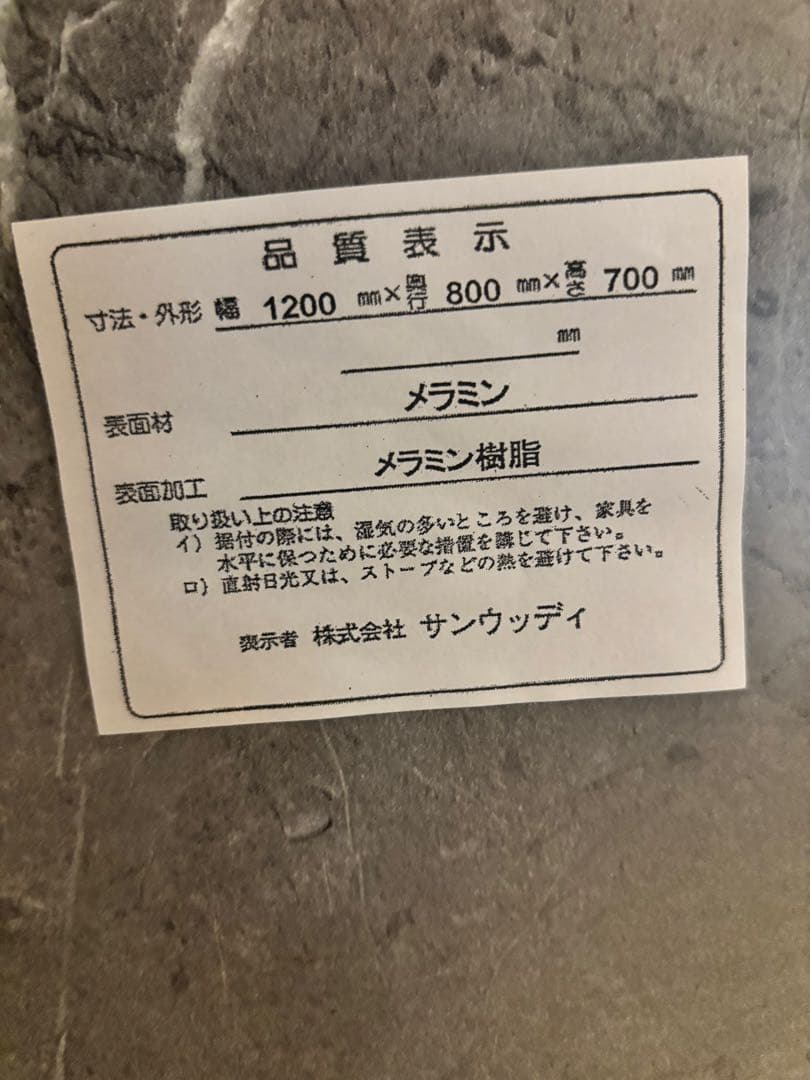 品質表示
寸法・外形 幅 1200 mm×奥行 800 mm×高さ 700 mm
mm
表面材 メラミン
表面加工 メラミン樹脂
取り扱い上の注意
イ) 据付の際には、湿気の多いところを避け、家具を
水平に保つために必要な措置を講じて下さい。
ロ) 直射日光又は、ストーブなどの熱を避けて下さい。
表示者 株式会社 サンウッディ